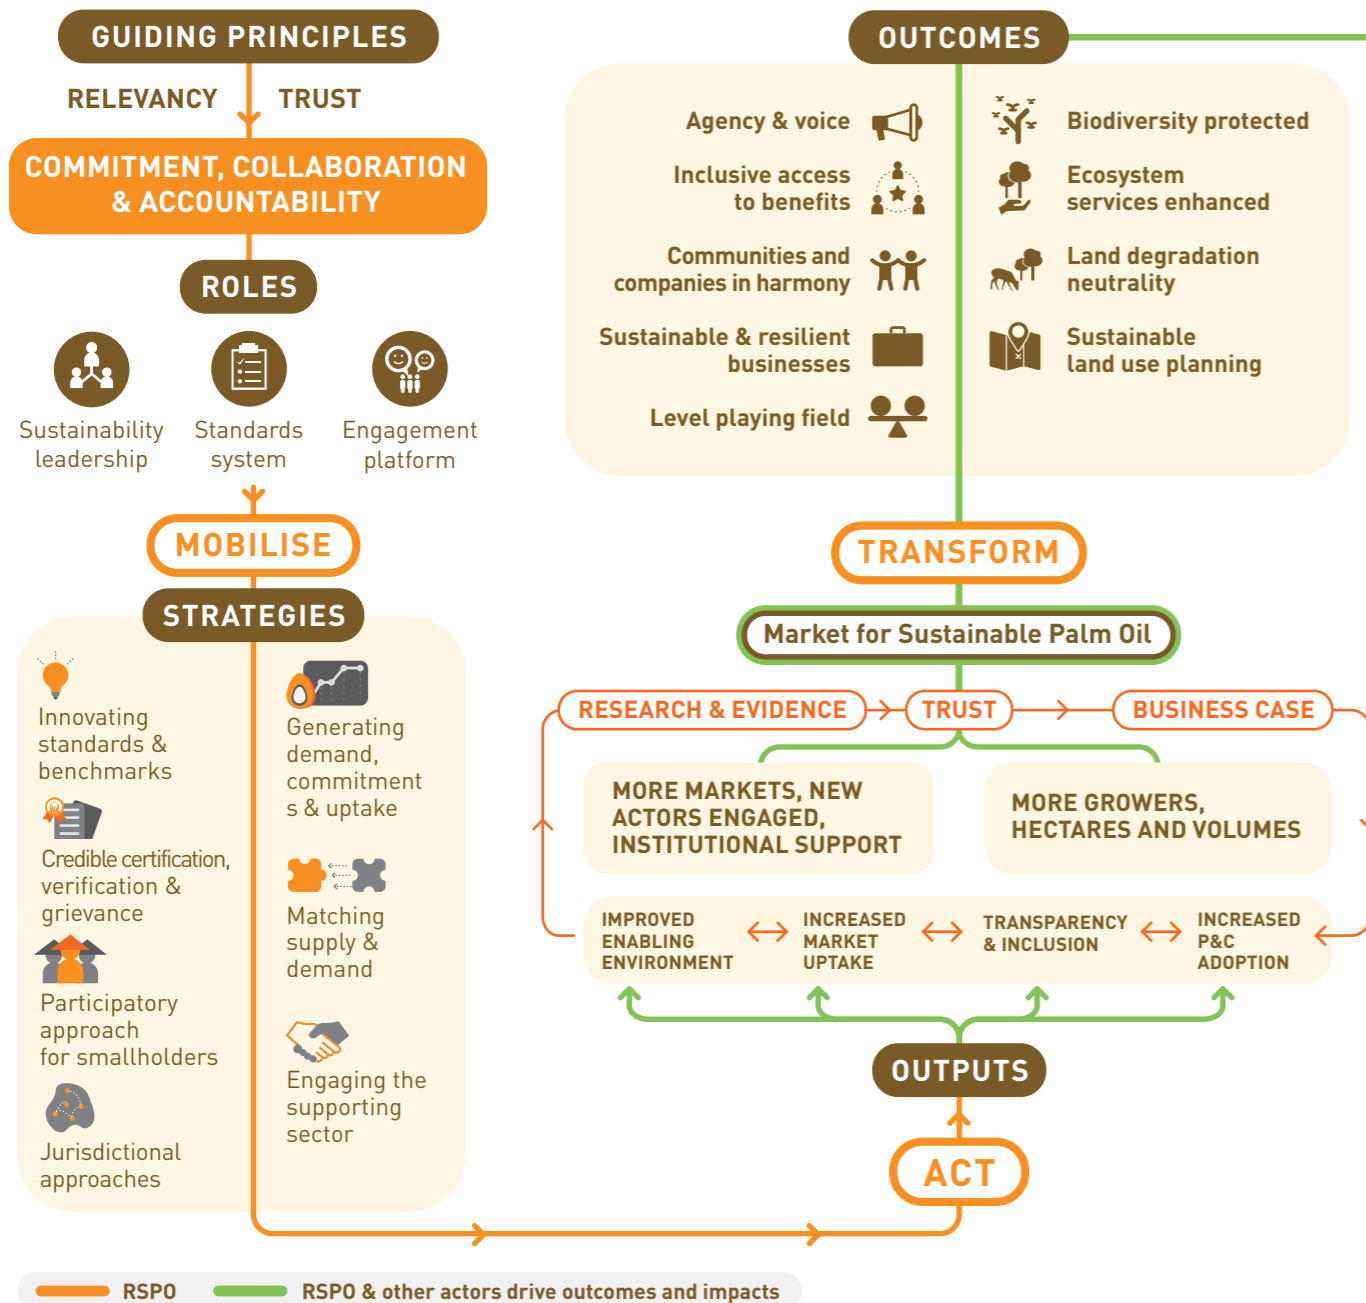 GUIDING PRINCIPLES
RELEVANCY TRUST
COMMITMENT, COLLABORATION
& ACCOUNTABILITY
ROLES
Sustainability
leadership
Standards
system
Engagement
platform
MOBILISE
STRATEGIES
Innovating
standards &
benchmarks
Credible certification,
verification &
grievance
Participatory
approach
for smallholders
Jurisdictional
approaches
Generating
demand,
commitment
s & uptake
Matching
supply &
demand
Engaging the
supporting
sector
OUTCOMES
Agency & voice
Inclusive access
to benefits
Communities and
companies in harmony
Sustainable & resilient
businesses
Level playing field
Biodiversity protected
Ecosystem
services enhanced
Land degradation
neutrality
Sustainable
land use planning
TRANSFORM
Market for Sustainable Palm Oil
RESEARCH & EVIDENCE
TRUST
BUSINESS CASE
MORE MARKETS, NEW
ACTORS ENGAGED,
INSTITUTIONAL SUPPORT
MORE GROWERS,
HECTARES AND VOLUMES
IMPROVED
ENABLING
ENVIRONMENT
INCREASED
MARKET
UPTAKE
TRANSPARENCY
& INCLUSION
INCREASED
P&C
ADOPTION
OUTPUTS
ACT
RSPO
RSPO & other actors drive outcomes and impacts